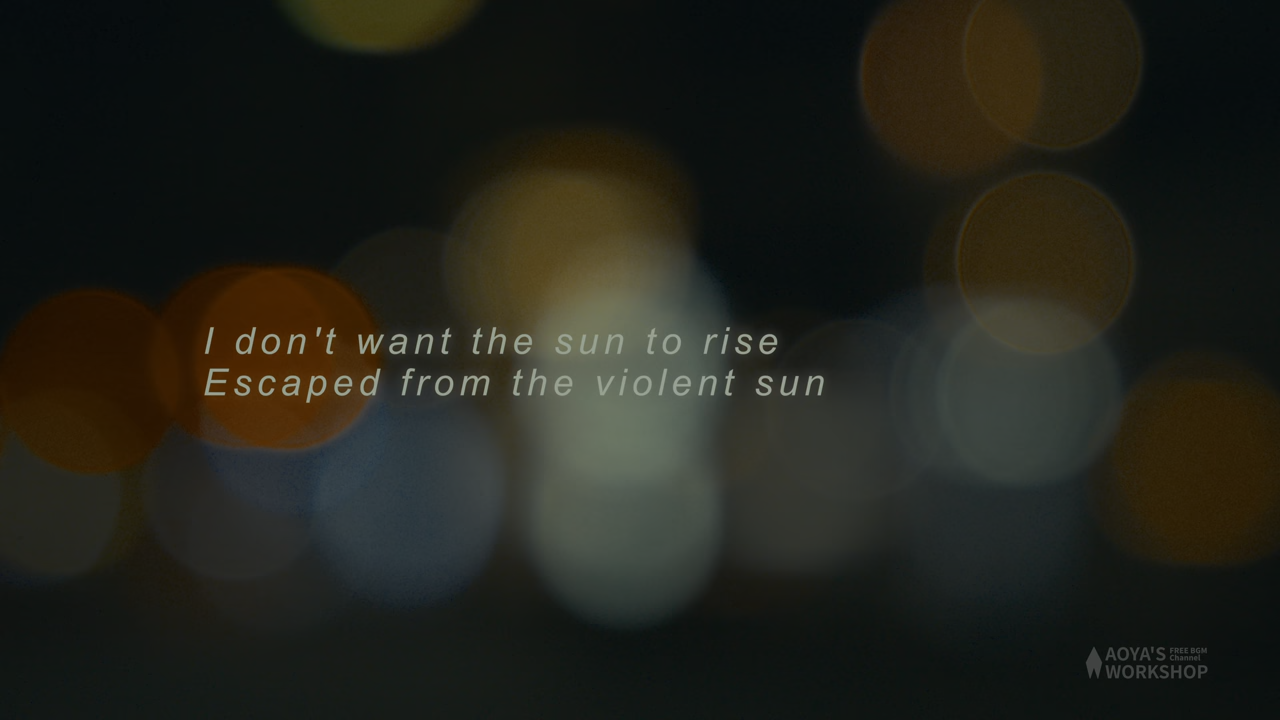 I don't want the sun to rise
Escaped from the violent sun
AOYA'S FREE BGM Channel
WORKSHOP